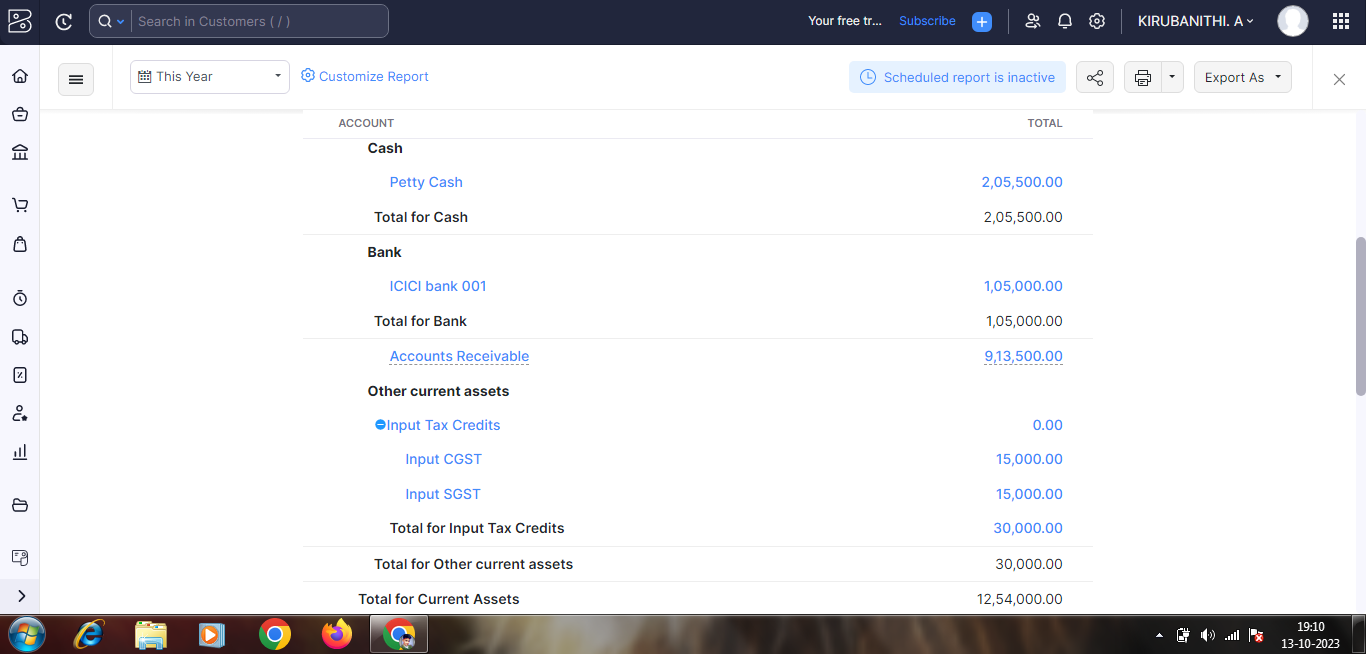 Search in Customers ( / )
Your free tr... Subscribe
KIRUBANITHI. A
This Year
Customize Report
Scheduled report is inactive
Export As
ACCOUNT TOTAL
Cash
Petty Cash 2,05,500.00
Total for Cash 2,05,500.00
Bank
ICICI bank 001 1,05,000.00
Total for Bank 1,05,000.00
Accounts Receivable 9,13,500.00
Other current assets
Input Tax Credits 0.00
Input CGST 15,000.00
Input SGST 15,000.00
Total for Input Tax Credits 30,000.00
Total for Other current assets 30,000.00
Total for Current Assets 12,54,000.00
19:10
13-10-2023